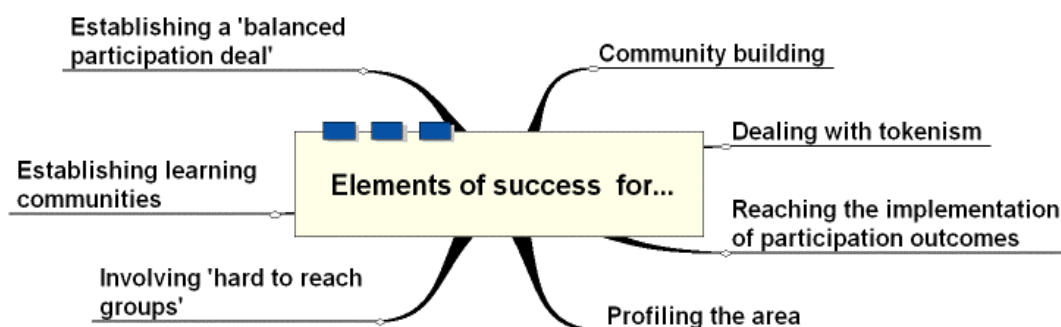 Establishing a 'balanced
participation deal'
Community building
Dealing with tokenism
Establishing learning
communities
Elements of success for...
Reaching the implementation
of participation outcomes
Involving 'hard to reach
groups'
Profiling the area